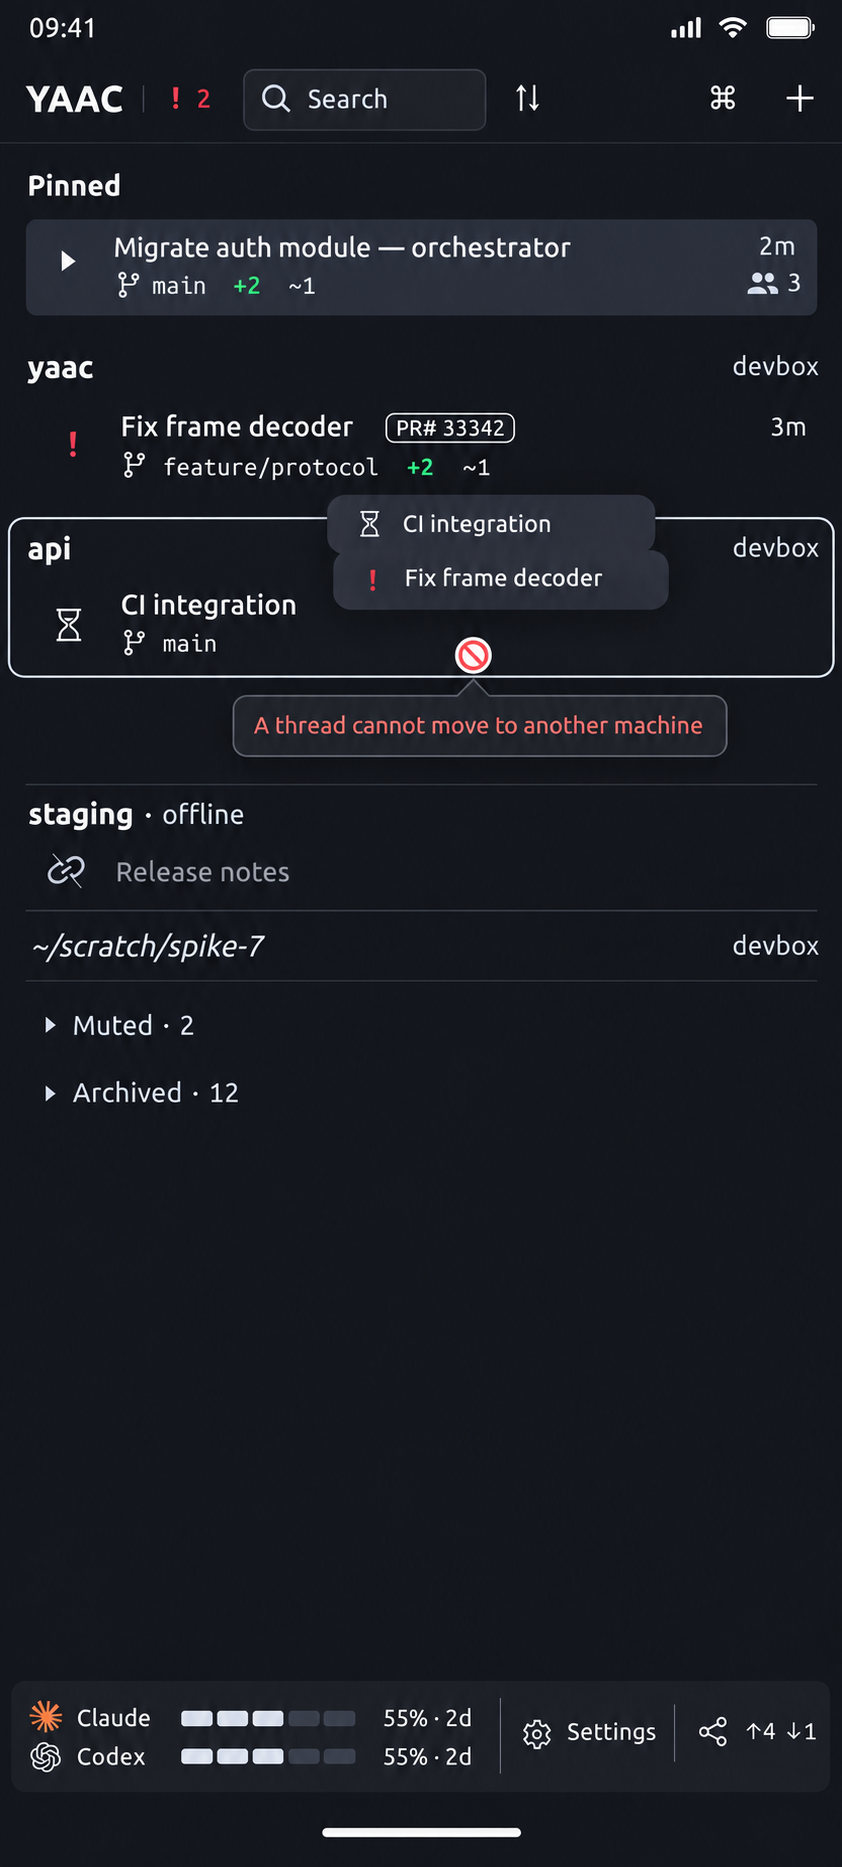 09:41
YAAC ! 2 Search ⌘ +
Pinned
Migrate auth module — orchestrator 2m
main +2 ~1 3
yaac devbox
! Fix frame decoder PR# 33342 3m
feature/protocol +2 ~1
CI integration
api devbox
! Fix frame decoder
CI integration
main
A thread cannot move to another machine
staging · offline
Release notes
~/scratch/spike-7 devbox
Muted · 2
Archived · 12
Claude 55% · 2d
Codex 55% · 2d
Settings ↑4 ↓1